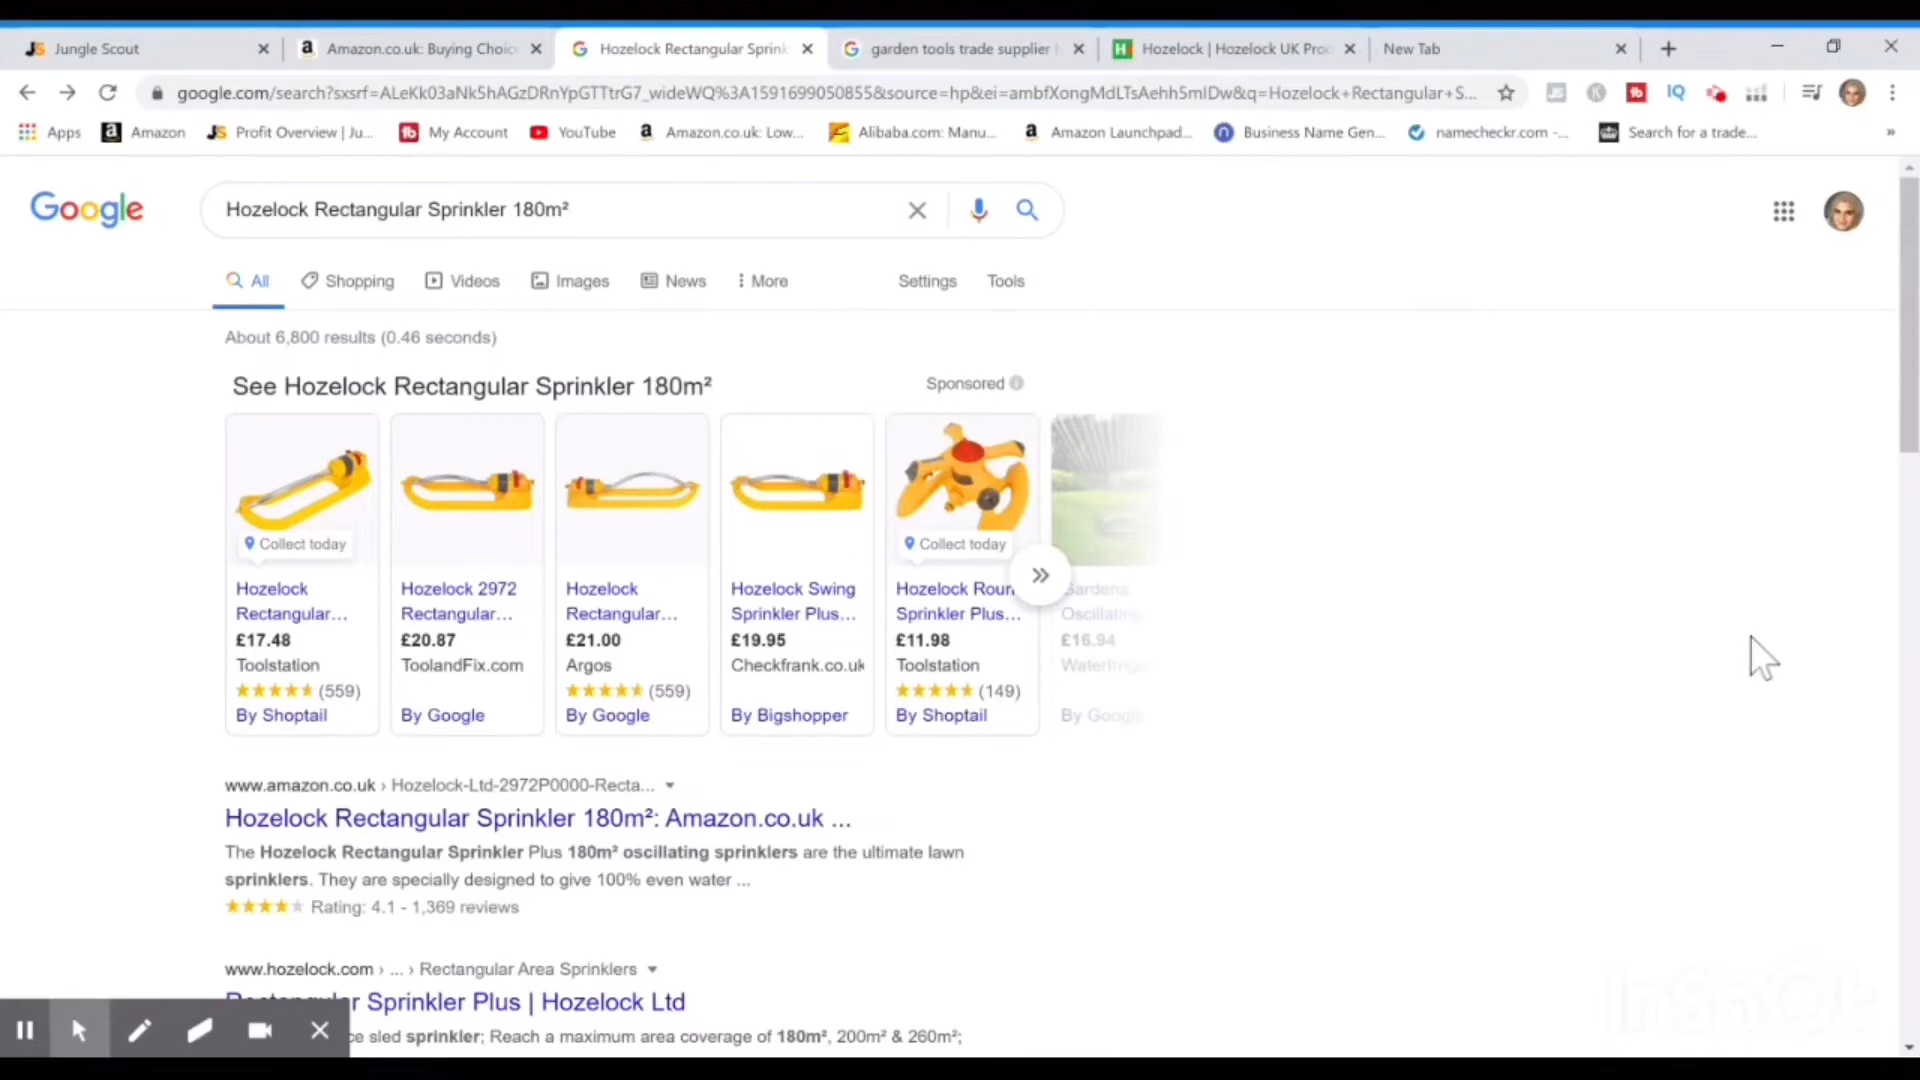 Jungle Scout
Amazon.co.uk: Buying Choic
Hozelock Rectangular Sprink
garden tools trade supplier
Hozelock | Hozelock UK Pro
New Tab
google.com/search?sxsrf=ALeKk03aNk5hAGzDRnYpGTTtrG7_wideWQ%3A1591699050855&source=hp&ei=ambfXongMdLTsAehh5mIDw&q=Hozelock+Rectangular+S...
Apps
Amazon
Profit Overview | Ju...
My Account
YouTube
Amazon.co.uk: Low...
Alibaba.com: Manu...
Amazon Launchpad...
Business Name Gen...
namecheckr.com -...
Search for a trade...
Google
Hozelock Rectangular Sprinkler 180m²
All
Shopping
Videos
Images
News
More
Settings
Tools
About 6,800 results (0.46 seconds)
See Hozelock Rectangular Sprinkler 180m²
Sponsored
Collect today
Hozelock
Rectangular...
£17.48
Toolstation
(559)
By Shoptail
Hozelock 2972
Rectangular...
£20.87
ToolandFix.com
By Google
Hozelock
Rectangular...
£21.00
Argos
(559)
By Google
Hozelock Swing
Sprinkler Plus...
£19.95
Checkfrank.co.uk
By Bigshopper
Collect today
Hozelock Roun
Sprinkler Plus...
£11.98
Toolstation
(149)
By Shoptail
Gardena
Oscillating
£16.94
By Google
www.amazon.co.uk › Hozelock-Ltd-2972P0000-Recta...
Hozelock Rectangular Sprinkler 180m²: Amazon.co.uk ...
The Hozelock Rectangular Sprinkler Plus 180m² oscillating sprinklers are the ultimate lawn
sprinklers. They are specially designed to give 100% even water ...
Rating: 4.1 - 1,369 reviews
www.hozelock.com › ... › Rectangular Area Sprinklers
Rectangular Sprinkler Plus | Hozelock Ltd
ce sled sprinkler; Reach a maximum area coverage of 180m², 200m² & 260m²;
InShOt